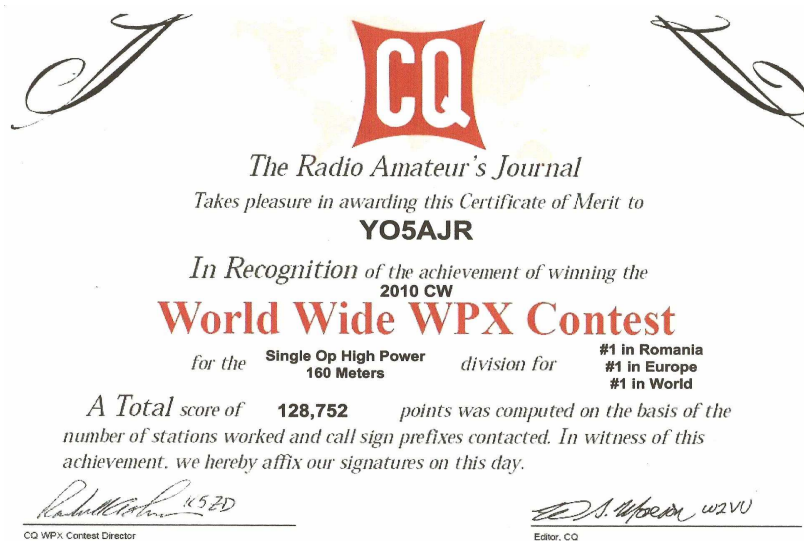 CQ
The Radio Amateur's Journal
Takes pleasure in awarding this Certificate of Merit to
YO5AJR
In Recognition of the achievement of winning the
2010 CW
World Wide WPX Contest
for the Single Op High Power 160 Meters division for #1 in Romania
#1 in Europe
#1 in World
A Total score of 128,752 points was computed on the basis of the
number of stations worked and call sign prefixes contacted. In witness of this
achievement. we hereby affix our signatures on this day.
K5ZD
W2VU
CQ WPX Contest Director
Editor, CQ